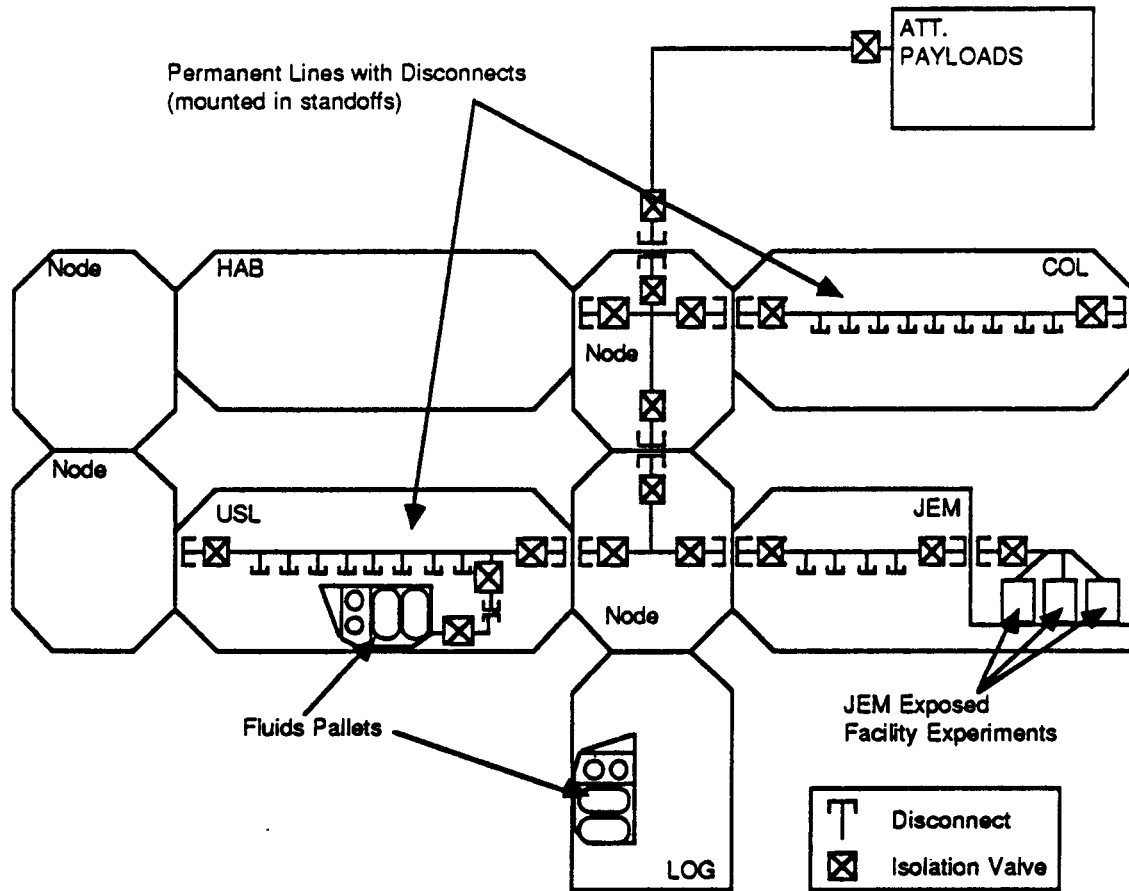 ATT.
PAYLOADS
Permanent Lines with Disconnects
(mounted in standoffs)
Node
HAB
COL
Node
Node
USL
JEM
Node
Fluids Pallets
JEM Exposed
Facility Experiments
Disconnect
Isolation Valve
LOG